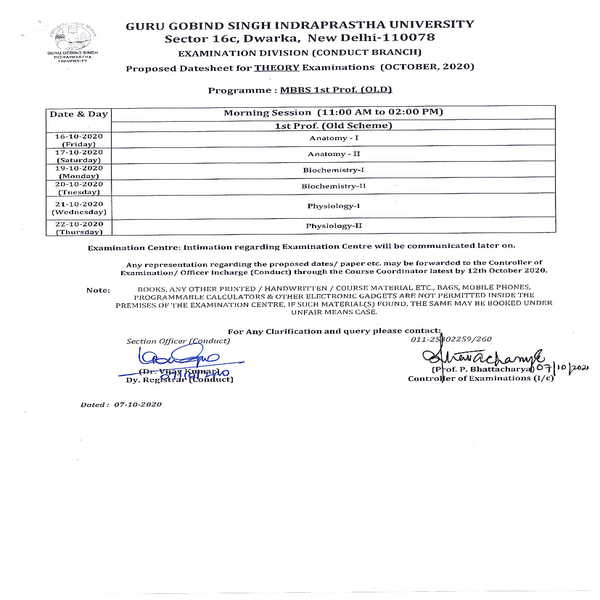 GURU GOBIND SINGH INDRAPRASTHA UNIVERSITY
Sector 16c, Dwarka, New Delhi-110078
EXAMINATION DIVISION (CONDUCT BRANCH)
GURU GOBIND SINGH
INDRAPRASTHA
UNIVERSITY
Proposed Datesheet for THEORY Examinations (OCTOBER, 2020)
Programme : MBBS 1st Prof. (OLD)
Date & Day
Morning Session (11:00 AM to 02:00 PM)
1st Prof. (Old Scheme)
16-10-2020
(Friday)
Anatomy - I
17-10-2020
(Saturday)
Anatomy - II
19-10-2020
(Monday)
Biochemistry-I
20-10-2020
(Tuesday)
Biochemistry-II
21-10-2020
(Wednesday)
Physiology-I
22-10-2020
(Thursday)
Physiology-II
Examination Centre: Intimation regarding Examination Centre will be communicated later on.
Any representation regarding the proposed dates/ paper etc. may be forwarded to the Controller of
Examination/ Officer Incharge (Conduct) through the Course Coordinator latest by 12th October 2020.
Note: BOOKS, ANY OTHER PRINTED / HANDWRITTEN / COURSE MATERIAL ETC., BAGS, MOBILE PHONES,
PROGRAMMABLE CALCULATORS & OTHER ELECTRONIC GADGETS ARE NOT PERMITTED INSIDE THE
PREMISES OF THE EXAMINATION CENTRE, IF SUCH MATERIAL(S) FOUND, THE SAME MAY BE BOOKED UNDER
UNFAIR MEANS CASE.
For Any Clarification and query please contact:
Section Officer (Conduct)
011-25302259/260
(Dr. Vijay Kumar)
Dy. Registrar (Conduct)
Bhattacharya
(Prof. P. Bhattacharya) 07/10/202
Controller of Examinations (I/c)
Dated : 07-10-2020